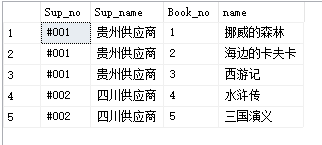 Sup_no Sup_name Book_no name
1 #001 贵州供应商 1 挪威的森林
2 #001 贵州供应商 2 海边的卡夫卡
3 #001 贵州供应商 3 西游记
4 #002 四川供应商 4 水浒传
5 #002 四川供应商 5 三国演义